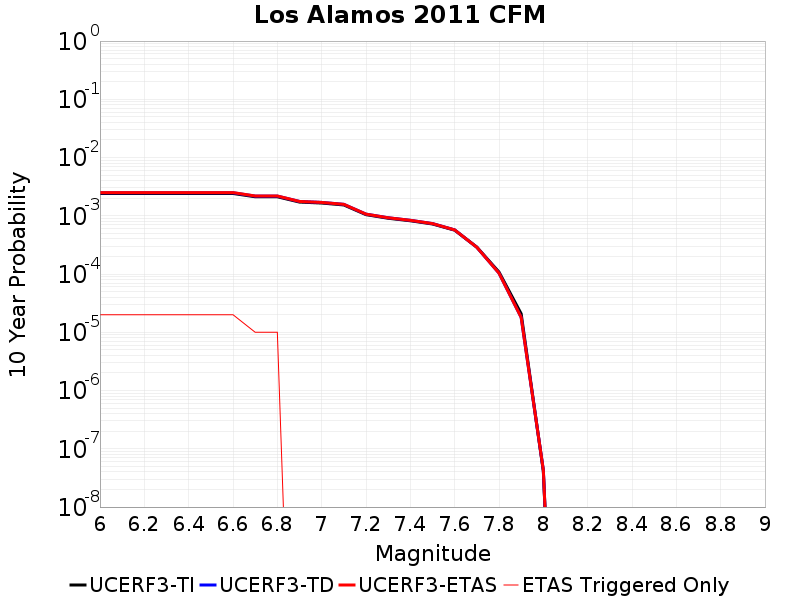 Los Alamos 2011 CFM
10 Year Probability
10^0
10^-1
10^-2
10^-3
10^-4
10^-5
10^-6
10^-7
10^-8
6 6.2 6.4 6.6 6.8 7 7.2 7.4 7.6 7.8 8 8.2 8.4 8.6 8.8 9
Magnitude
UCERF3-TI UCERF3-TD UCERF3-ETAS ETAS Triggered Only